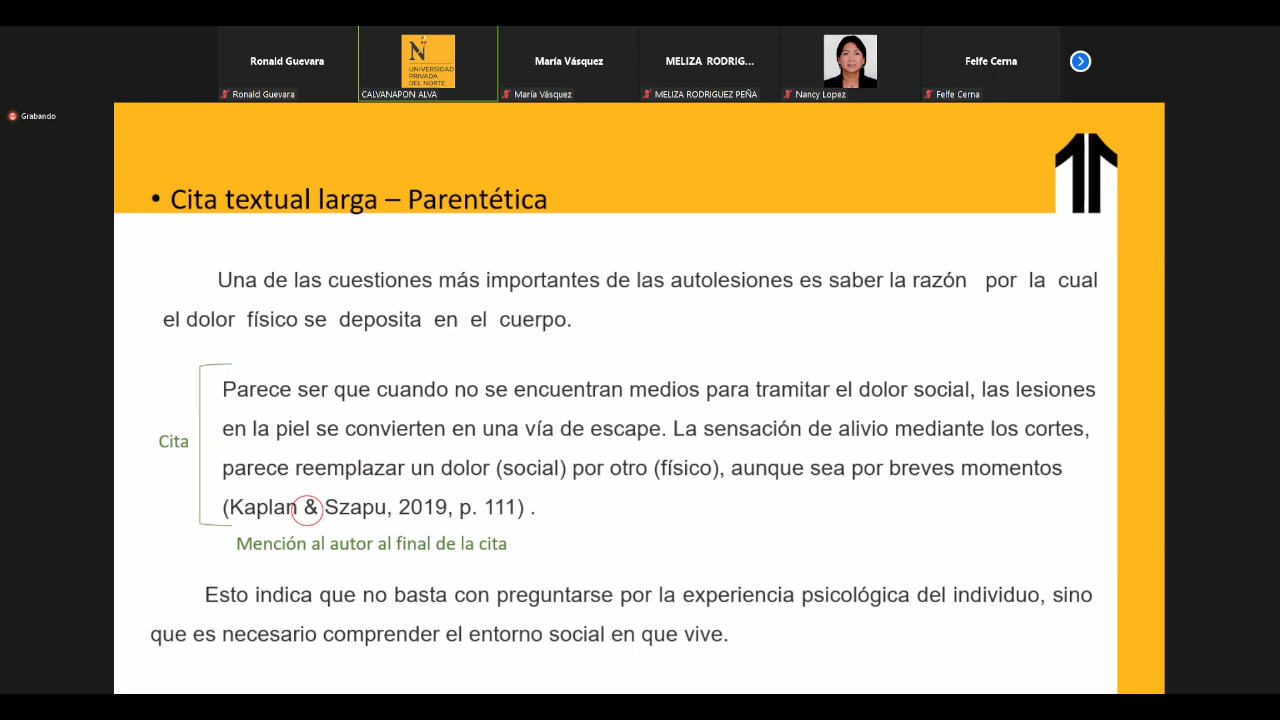 Ronald Guevara
N
UNIVERSIDAD
PRIVADA
DEL NORTE
María Vásquez
MELIZA RODRIG...
Felfe Cerna
Ronald Guevara
CALVANAPON ALVA
María Vásquez
MELIZA RODRIGUEZ PEÑA
Nancy Lopez
Felfe Cerna
Grabando
• Cita textual larga – Parentética
Una de las cuestiones más importantes de las autolesiones es saber la razón por la cual
el dolor físico se deposita en el cuerpo.
Parece ser que cuando no se encuentran medios para tramitar el dolor social, las lesiones
en la piel se convierten en una vía de escape. La sensación de alivio mediante los cortes,
Cita
parece reemplazar un dolor (social) por otro (físico), aunque sea por breves momentos
(Kaplan & Szapu, 2019, p. 111) .
Mención al autor al final de la cita
Esto indica que no basta con preguntarse por la experiencia psicológica del individuo, sino
que es necesario comprender el entorno social en que vive.